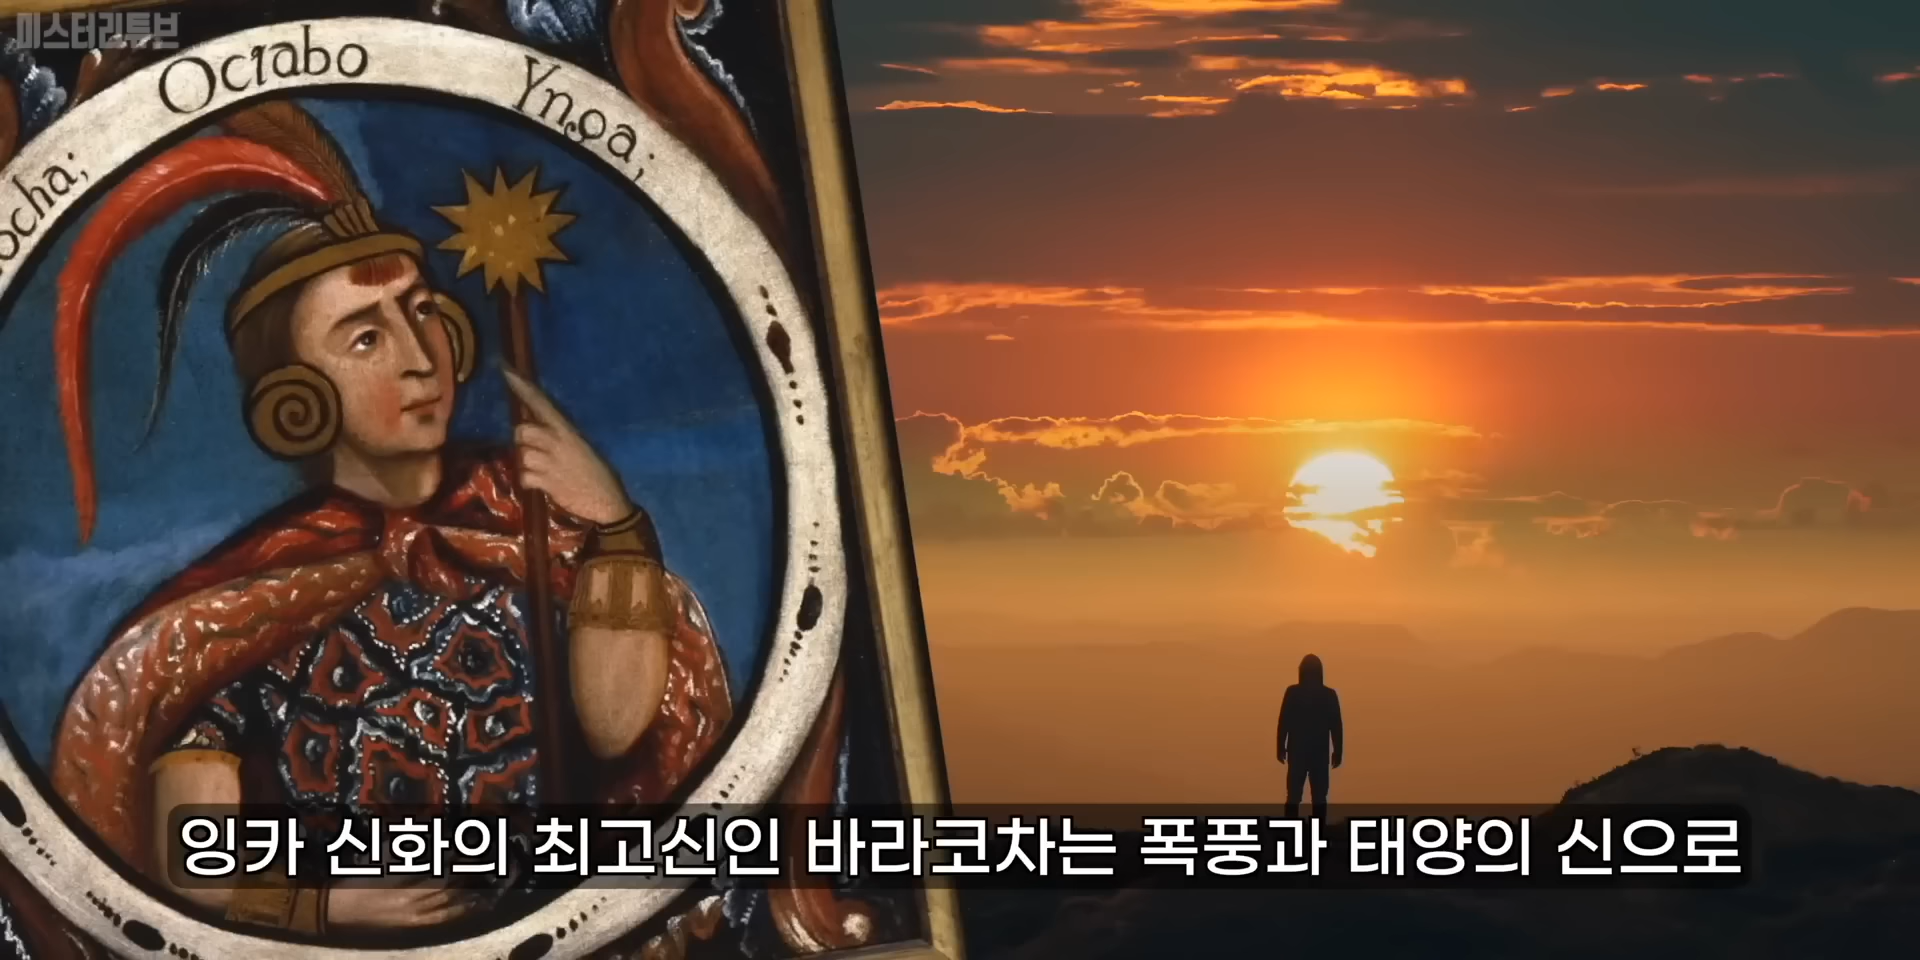 미스터리튜브
ocha; Octabo Ynga;
잉카 신화의 최고신인 바라코차는 폭풍과 태양의 신으로